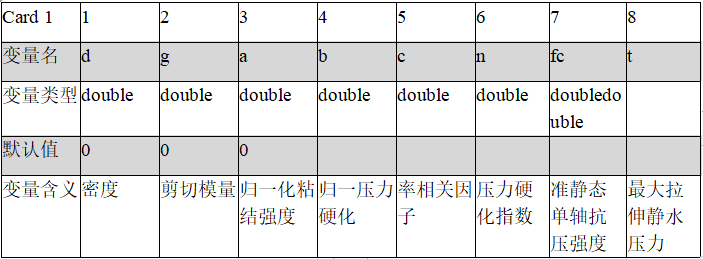 Card 1 1 2 3 4 5 6 7 8
变量名 d g a b c n fc t
变量类型 double double double double double double doubledo
uble
默认值 0 0 0
变量含义 密度 剪切模量 归一化粘 归一压力 率相关因 压力硬 准静态 最大拉
结强度 硬化 子 化指数 单轴抗 伸静水
压强度 压力